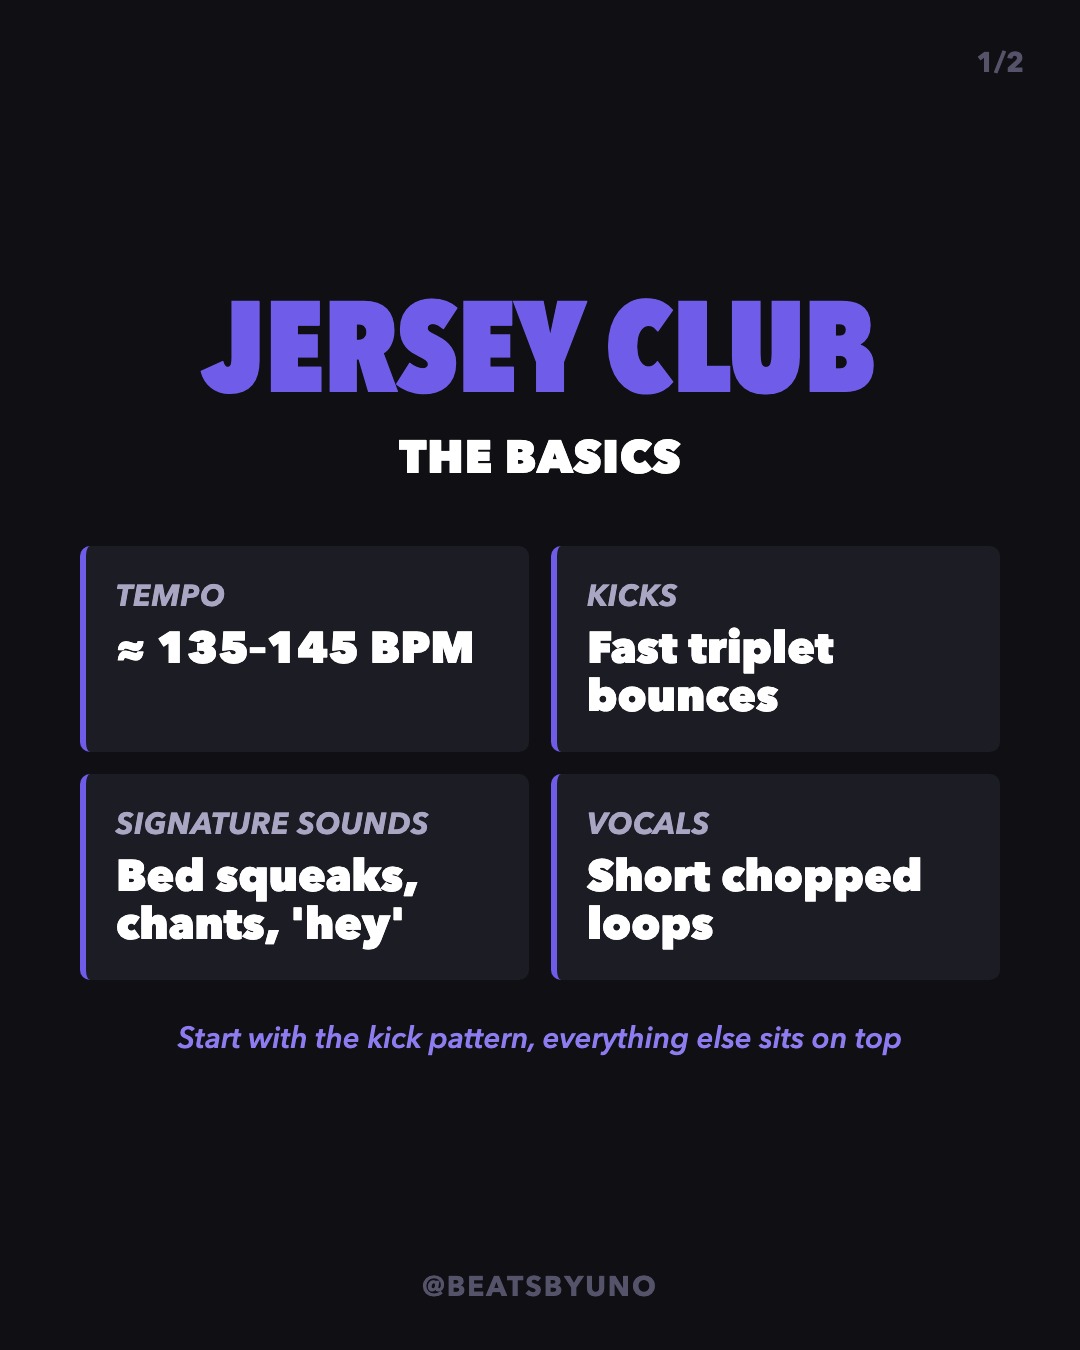 1/2
JERSEY CLUB
THE BASICS
TEMPO
≈ 135–145 BPM
KICKS
Fast triplet
bounces
SIGNATURE SOUNDS
Bed squeaks,
chants, 'hey'
VOCALS
Short chopped
loops
Start with the kick pattern, everything else sits on top
@BEATSBYUNO